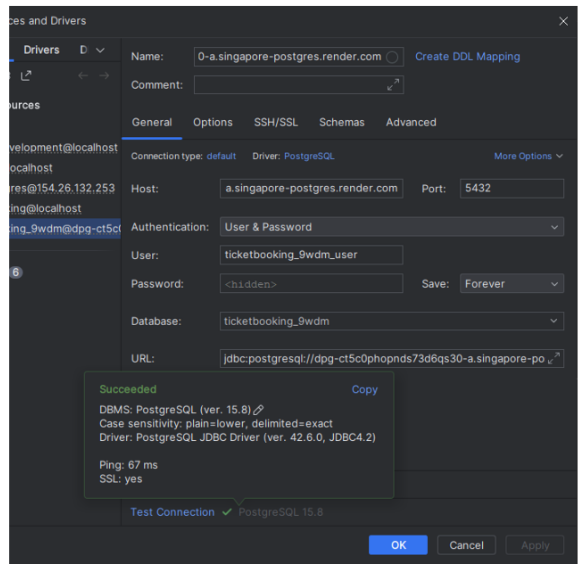 ces and Drivers
Drivers D
ources
velopment@localhost
ocalhost
res@154.26.132.253
ing@localhost
ing_9wdm@dpg-ct5c(
6
Name: 0-a.singapore-postgres.render.com Create DDL Mapping
Comment:
General Options SSH/SSL Schemas Advanced
Connection type: default Driver: PostgreSQL More Options
Host: a.singapore-postgres.render.com Port: 5432
Authentication: User & Password
User: ticketbooking_9wdm_user
Password: <hidden> Save: Forever
Database: ticketbooking_9wdm
URL: jdbc:postgresql://dpg-ct5c0phopnds73d6qs30-a.singapore-po
Succeeded Copy
DBMS: PostgreSQL (ver. 15.8)
Case sensitivity: plain=lower, delimited=exact
Driver: PostgreSQL JDBC Driver (ver. 42.6.0, JDBC4.2)
Ping: 67 ms
SSL: yes
Test Connection PostgreSQL 15.8
OK Cancel Apply